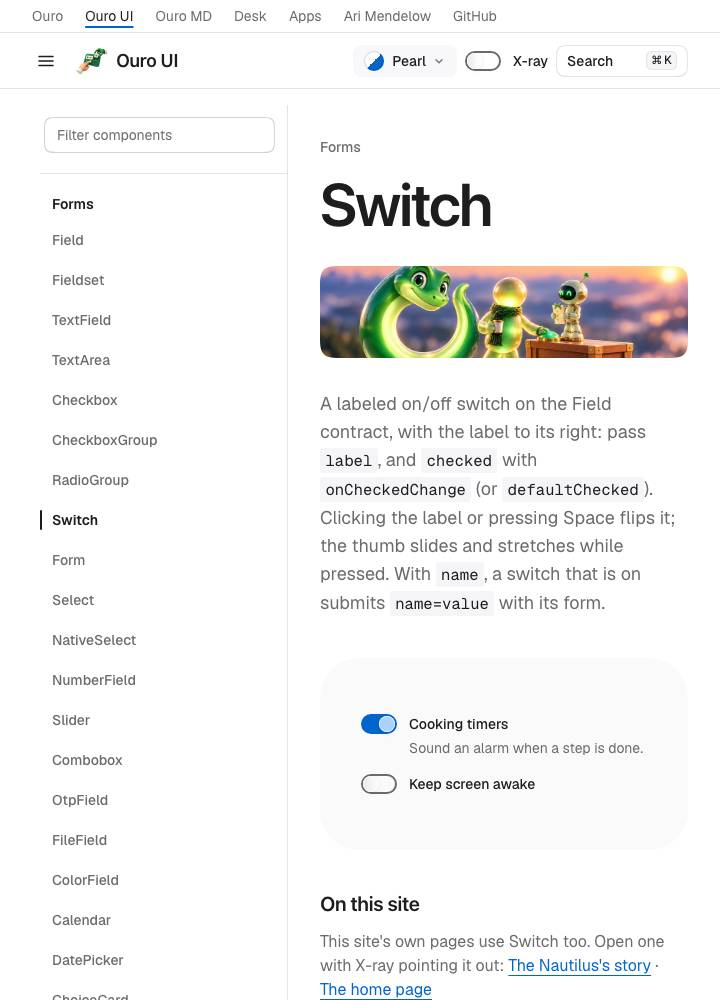 Ouro Ouro UI Ouro MD Desk Apps Ari Mendelow GitHub
Ouro UI Pearl X-ray Search ⌘ K
Filter components
Forms
Field
Fieldset
TextField
TextArea
Checkbox
CheckboxGroup
RadioGroup
Switch
Form
Select
NativeSelect
NumberField
Slider
Combobox
OtpField
FileField
ColorField
Calendar
DatePicker
ChoiceCard
Forms
Switch
A labeled on/off switch on the Field
contract, with the label to its right: pass
label , and checked with
onCheckedChange (or defaultChecked ).
Clicking the label or pressing Space flips it;
the thumb slides and stretches while
pressed. With name , a switch that is on
submits name=value with its form.
Cooking timers
Sound an alarm when a step is done.
Keep screen awake
On this site
This site's own pages use Switch too. Open one
with X-ray pointing it out: The Nautilus's story ·
The home page